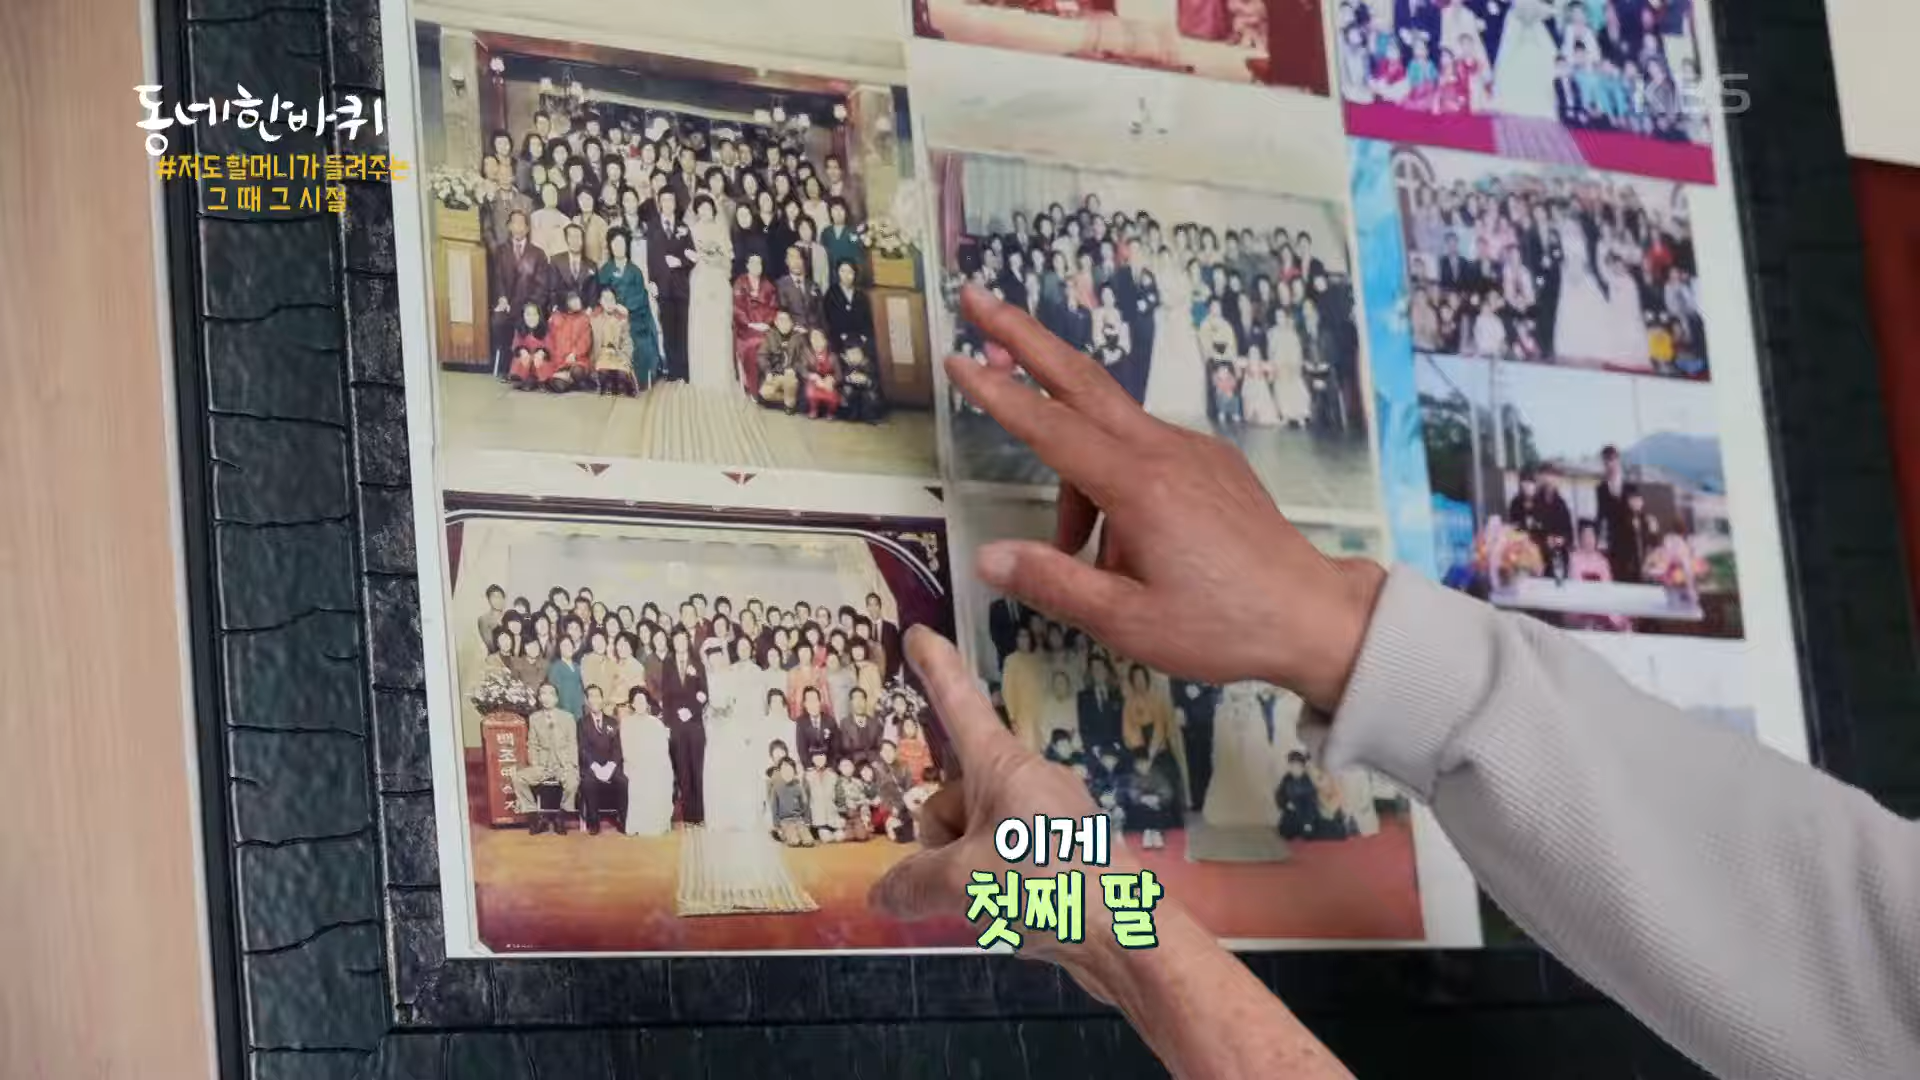 동네한바퀴
#저도 할머니가 들려주는
그 때 그 시절
KBS
이게
첫째 딸